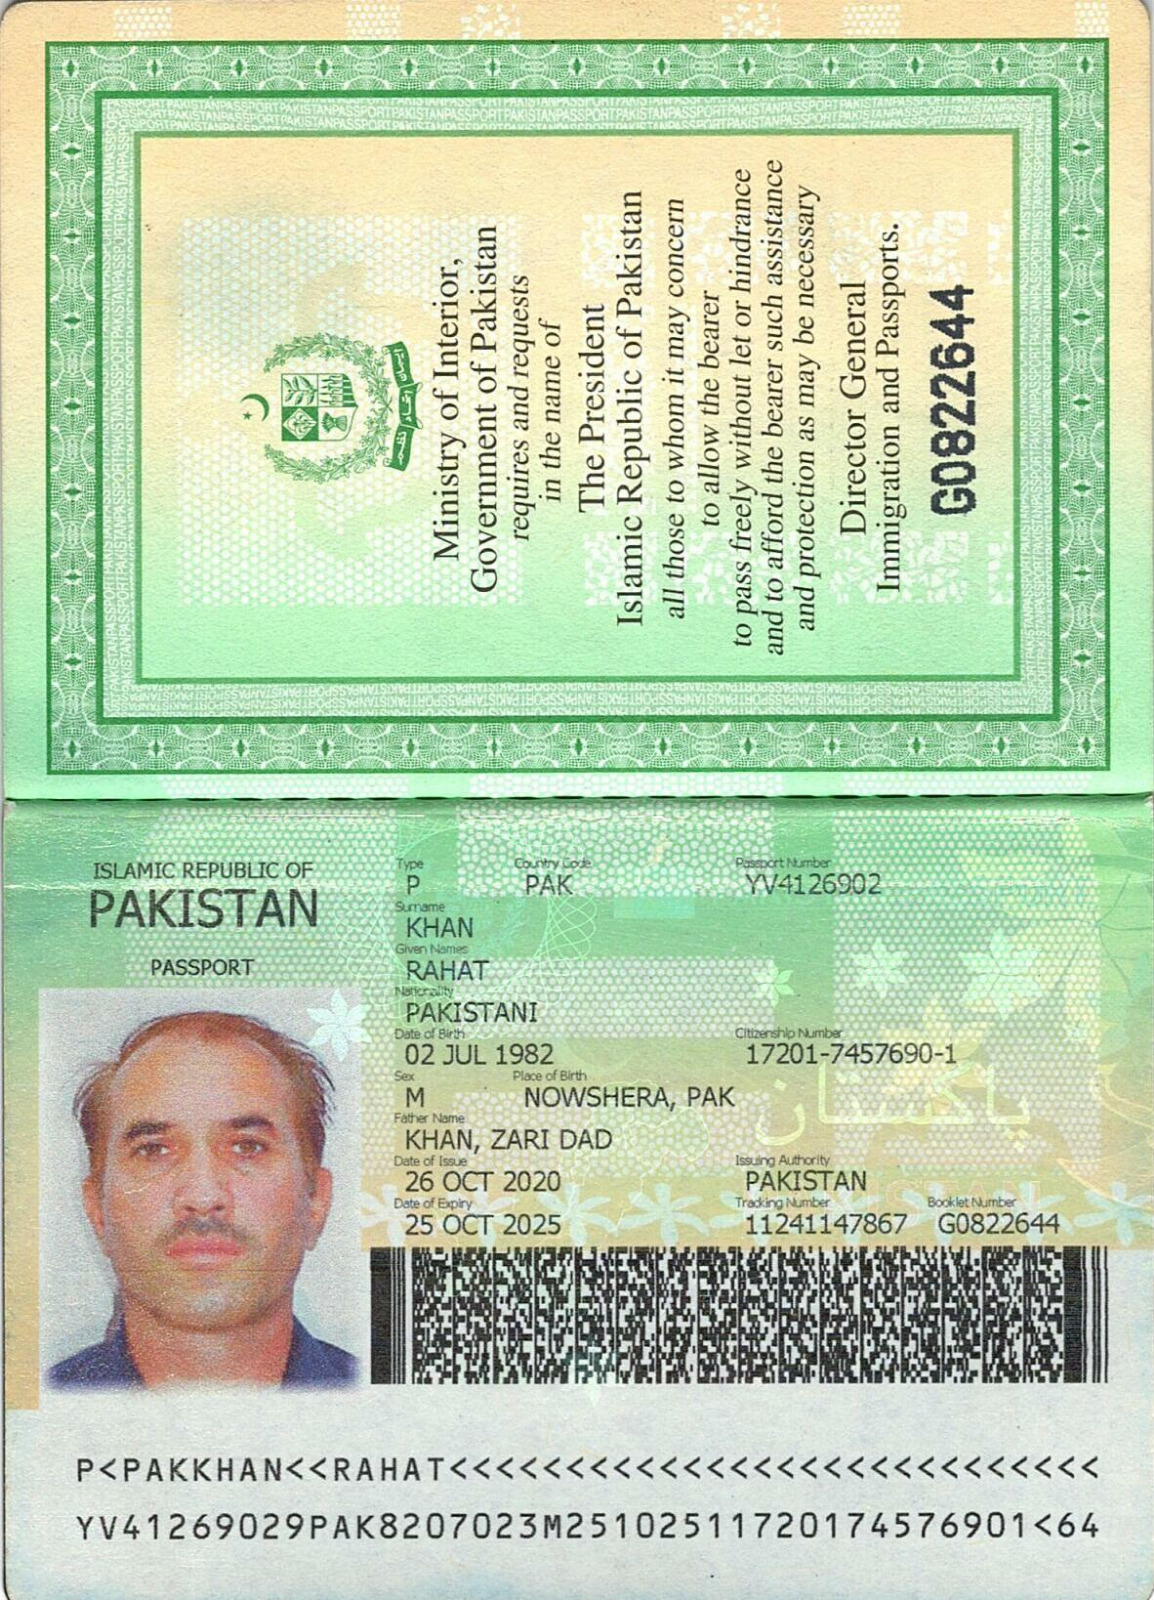 Ministry of Interior,
Government of Pakistan
requires and requests
in the name of
The President
Islamic Republic of Pakistan
all those to whom it may concern
to allow the bearer
to pass freely without let or hindrance
and to afford the bearer such assistance
and protection as may be necessary
Director General
Immigration and Passports.
G0822644
ISLAMIC REPUBLIC OF
PAKISTAN
PASSPORT
Type Country Code Passport Number
P PAK YV4126902
Surname
KHAN
Given Names
RAHAT
Nationality
PAKISTANI
Date of Birth Citizenship Number
02 JUL 1982 17201-7457690-1
Sex Place of Birth
M NOWSHERA, PAK
پاکستان
Father Name
KHAN, ZARI DAD
Date of Issue Issuing Authority
26 OCT 2020 PAKISTAN
Date of Expiry Tracking Number Booklet Number
25 OCT 2025 11241147867 G0822644
P<PAKKHAN<<RAHAT<<<<<<<<<<<<<<<<<<<<<<<<<<<<
YV41269029PAK8207023M25102511720174576901<64